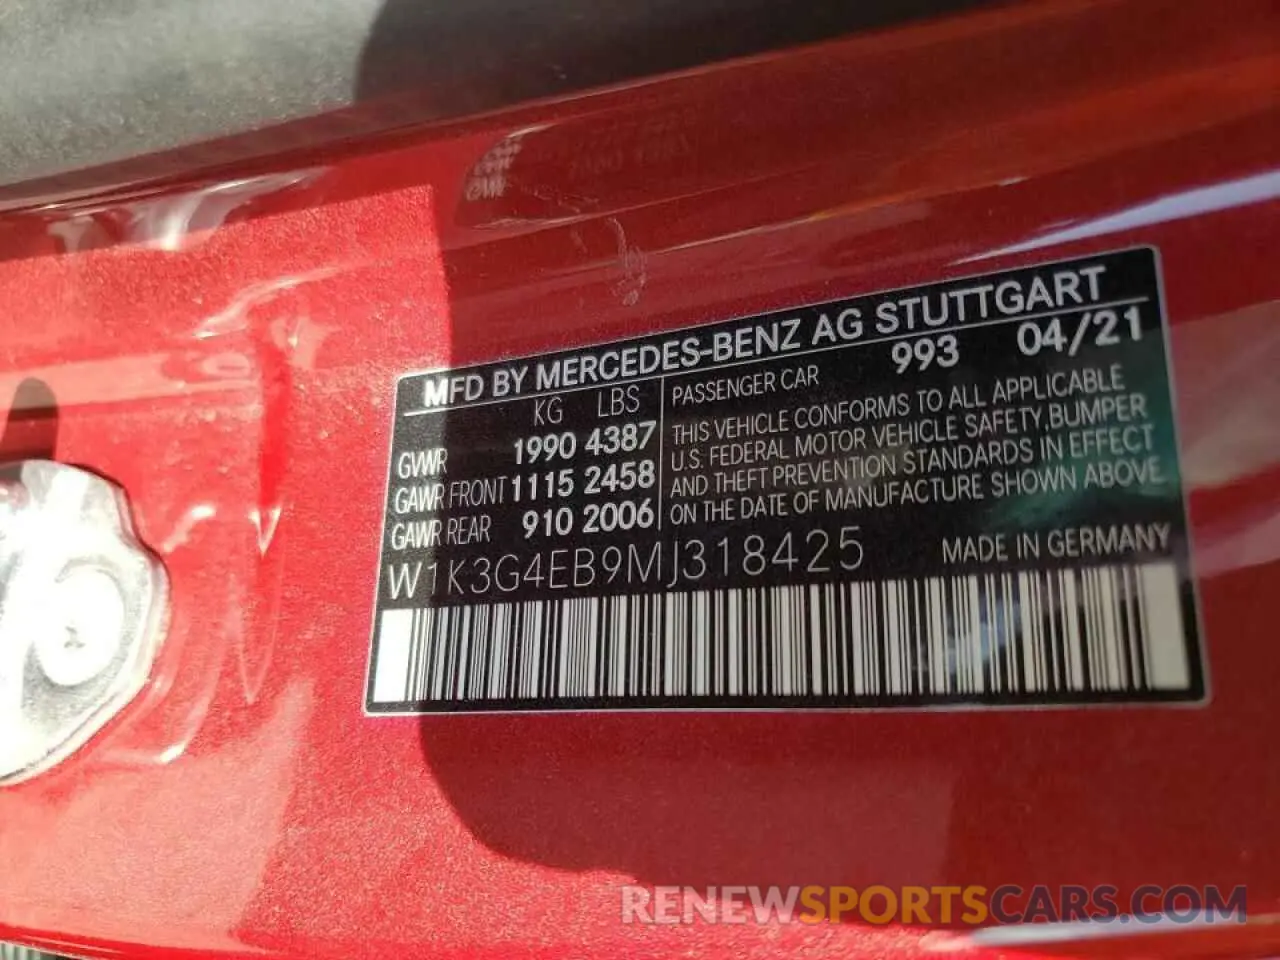 MFD BY MERCEDES-BENZ AG STUTTGART
KG LBS
GVWR 1990 4387
GAWR FRONT 1115 2458
GAWR REAR 910 2006
PASSENGER CAR 993 04/21
THIS VEHICLE CONFORMS TO ALL APPLICABLE
U.S. FEDERAL MOTOR VEHICLE SAFETY, BUMPER
AND THEFT PREVENTION STANDARDS IN EFFECT
ON THE DATE OF MANUFACTURE SHOWN ABOVE.
W1K3G4EB9MJ318425 MADE IN GERMANY
RENEWSPORTSCARS.COM